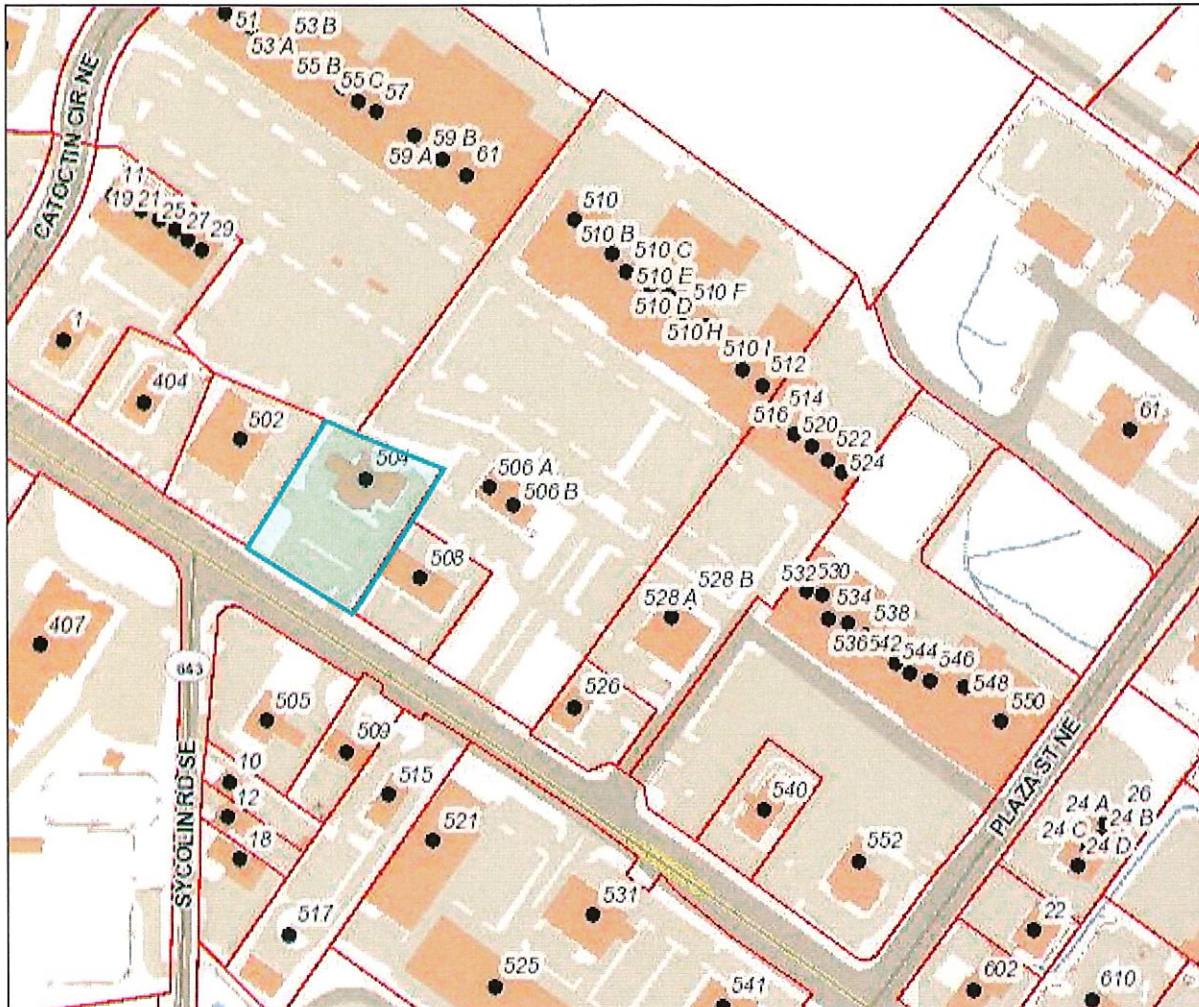 51
53 B
53 A
55 B
55 C
57
59 B
59 A
61
CATOCTIN CIR NE
11
19
21
25
27
29
1
404
502
504
510
510 B
510 C
510 E
510 D
510 F
510 H
510 I
512
514
516
520
522
524
61
506 A
506 B
508
528 B
528 A
532
530
534
538
536
542
544
546
548
550
526
407
643
SYCOLIN RD SE
505
509
10
12
18
515
521
517
525
531
541
540
552
PLAZA ST NE
26
24 A
24 B
24 C
24 D
22
602
610